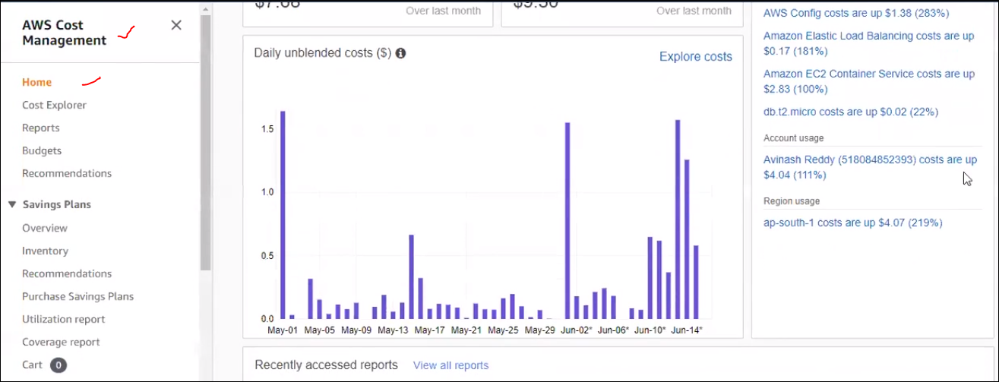 AWS Cost
Management
Home
Cost Explorer
Reports
Budgets
Recommendations
Savings Plans
Overview
Inventory
Recommendations
Purchase Savings Plans
Utilization report
Coverage report
Cart 0
Over last month
Over last month
Daily unblended costs ($)
Explore costs
1.5
1.0
0.5
0.0
May-01 May-05 May-09 May-13 May-17 May-21 May-25 May-29 Jun-02* Jun-06* Jun-10* Jun-14*
Recently accessed reports View all reports
AWS Config costs are up $1.38 (283%)
Amazon Elastic Load Balancing costs are up
$0.17 (181%)
Amazon EC2 Container Service costs are up
$2.83 (100%)
db.t2.micro costs are up $0.02 (22%)
Account usage
Avinash Reddy (518084852393) costs are up
$4.04 (111%)
Region usage
ap-south-1 costs are up $4.07 (219%)